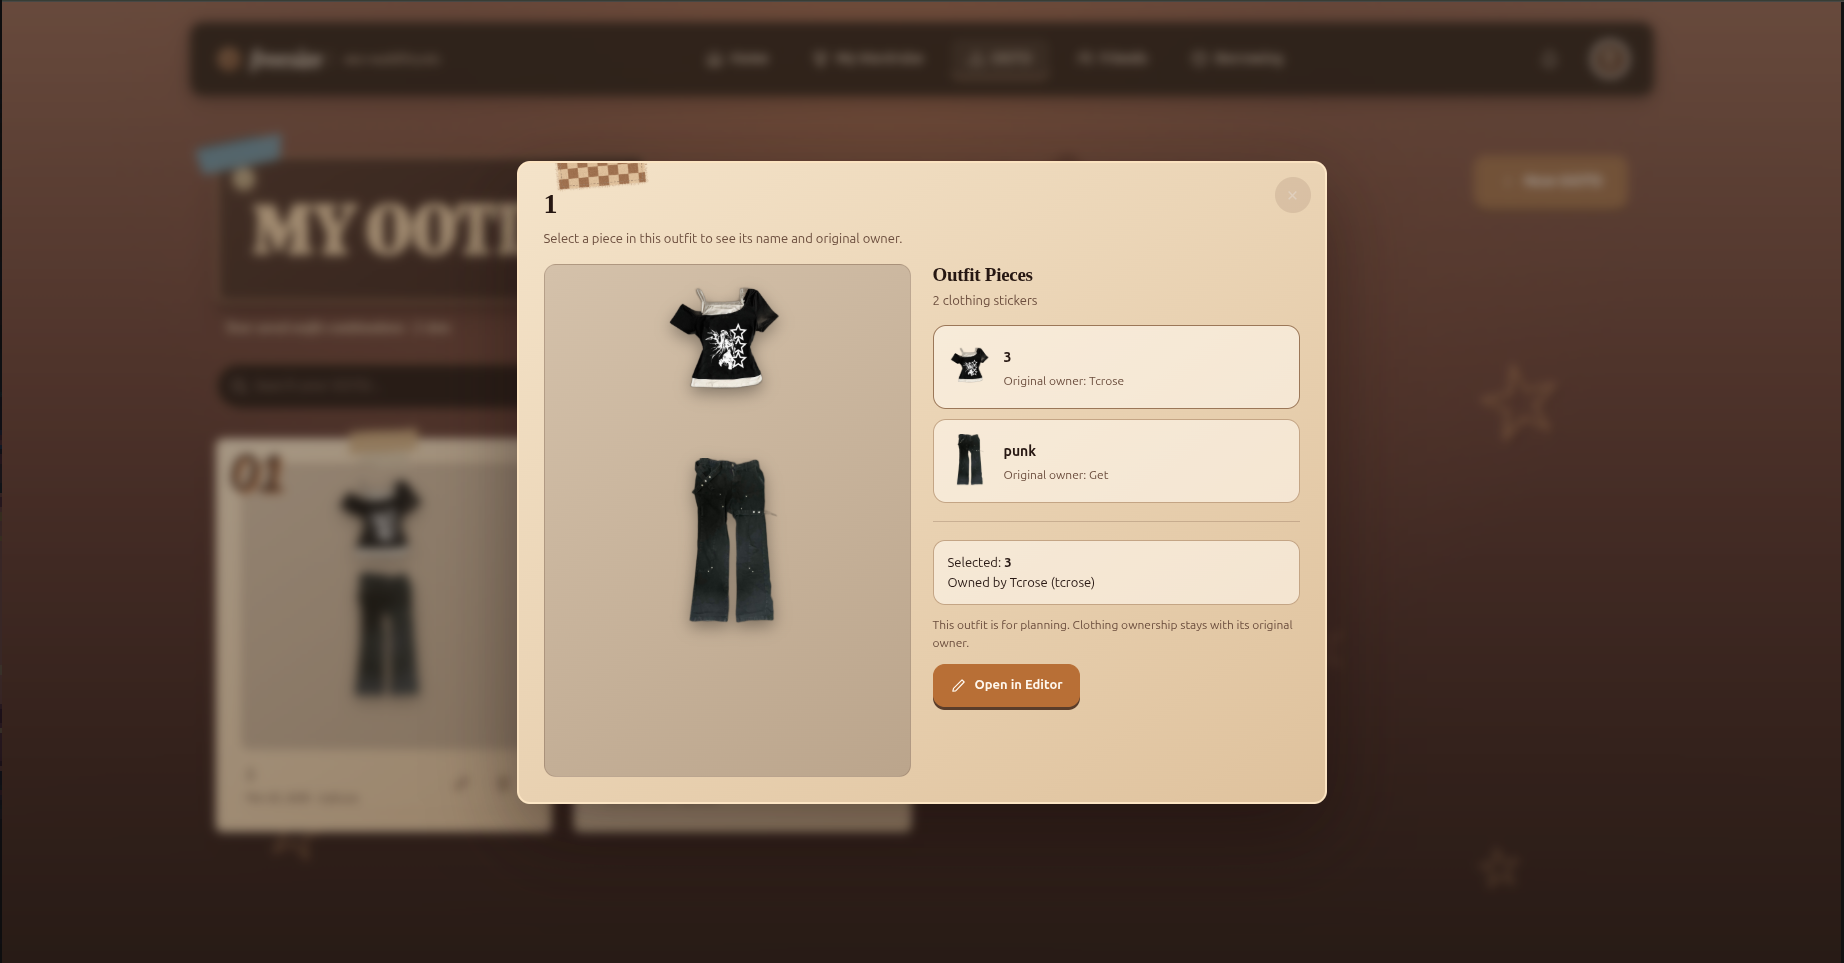 MY OOT
01
1
Select a piece in this outfit to see its name and original owner.
Outfit Pieces
2 clothing stickers
3
Original owner: Tcrose
punk
Original owner: Get
Selected: 3
Owned by Tcrose (tcrose)
This outfit is for planning. Clothing ownership stays with its original
owner.
Open in Editor